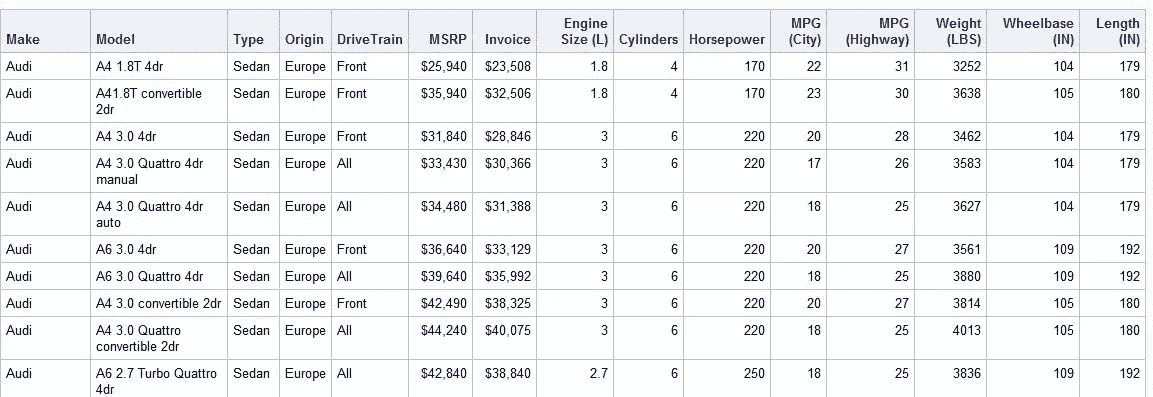 Make Model Type Origin DriveTrain MSRP Invoice Engine Size (L) Cylinders Horsepower MPG (City) MPG (Highway) Weight (LBS) Wheelbase (IN) Length (IN)
Audi A4 1.8T 4dr Sedan Europe Front $25,940 $23,508 1.8 4 170 22 31 3252 104 179
Audi A41.8T convertible 2dr Sedan Europe Front $35,940 $32,506 1.8 4 170 23 30 3638 105 180
Audi A4 3.0 4dr Sedan Europe Front $31,840 $28,846 3 6 220 20 28 3462 104 179
Audi A4 3.0 Quattro 4dr manual Sedan Europe All $33,430 $30,366 3 6 220 17 26 3583 104 179
Audi A4 3.0 Quattro 4dr auto Sedan Europe All $34,480 $31,388 3 6 220 18 25 3627 104 179
Audi A6 3.0 4dr Sedan Europe Front $36,640 $33,129 3 6 220 20 27 3561 109 192
Audi A6 3.0 Quattro 4dr Sedan Europe All $39,640 $35,992 3 6 220 18 25 3880 109 192
Audi A4 3.0 convertible 2dr Sedan Europe Front $42,490 $38,325 3 6 220 20 27 3814 105 180
Audi A4 3.0 Quattro convertible 2dr Sedan Europe All $44,240 $40,075 3 6 220 18 25 4013 105 180
Audi A6 2.7 Turbo Quattro 4dr Sedan Europe All $42,840 $38,840 2.7 6 250 18 25 3836 109 192